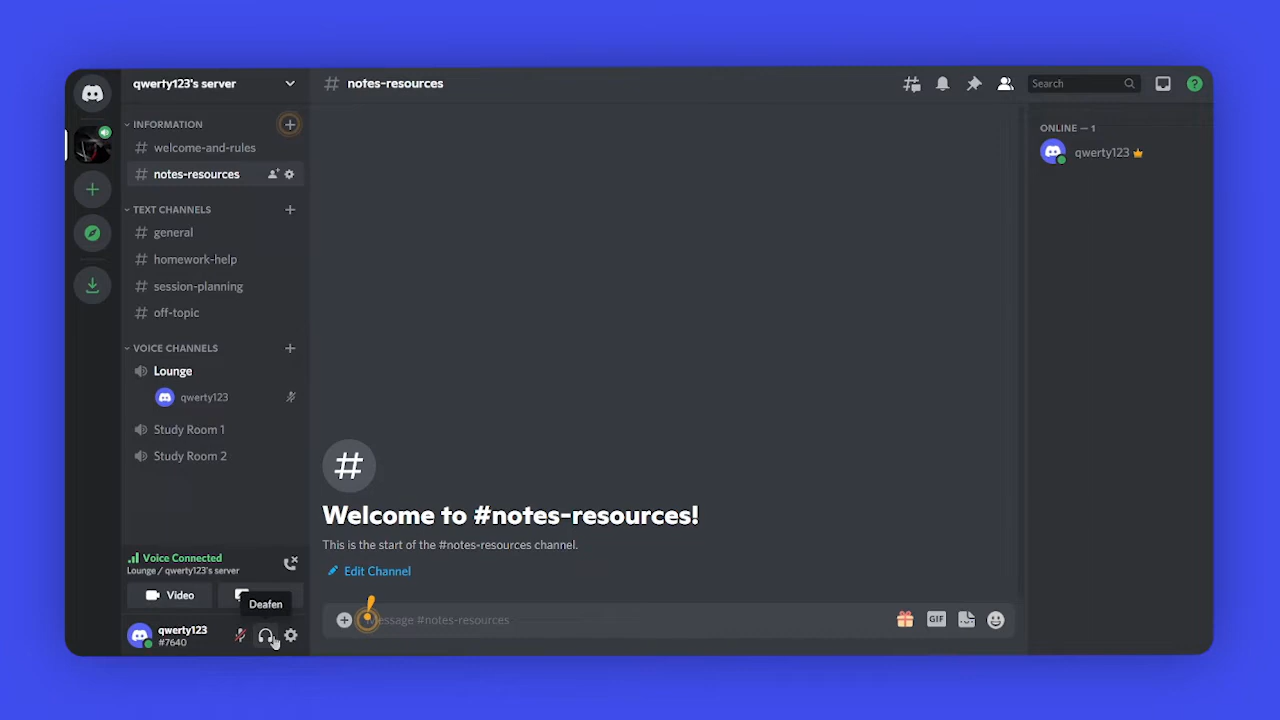 qwerty123's server
INFORMATION
welcome-and-rules
notes-resources
TEXT CHANNELS
general
homework-help
session-planning
off-topic
VOICE CHANNELS
Lounge
qwerty123
Study Room 1
Study Room 2
Voice Connected
Lounge / qwerty123's server
Video
Deafen
qwerty123
#7640
# notes-resources
Search
Welcome to #notes-resources!
This is the start of the #notes-resources channel.
Edit Channel
Message #notes-resources
GIF
ONLINE — 1
qwerty123